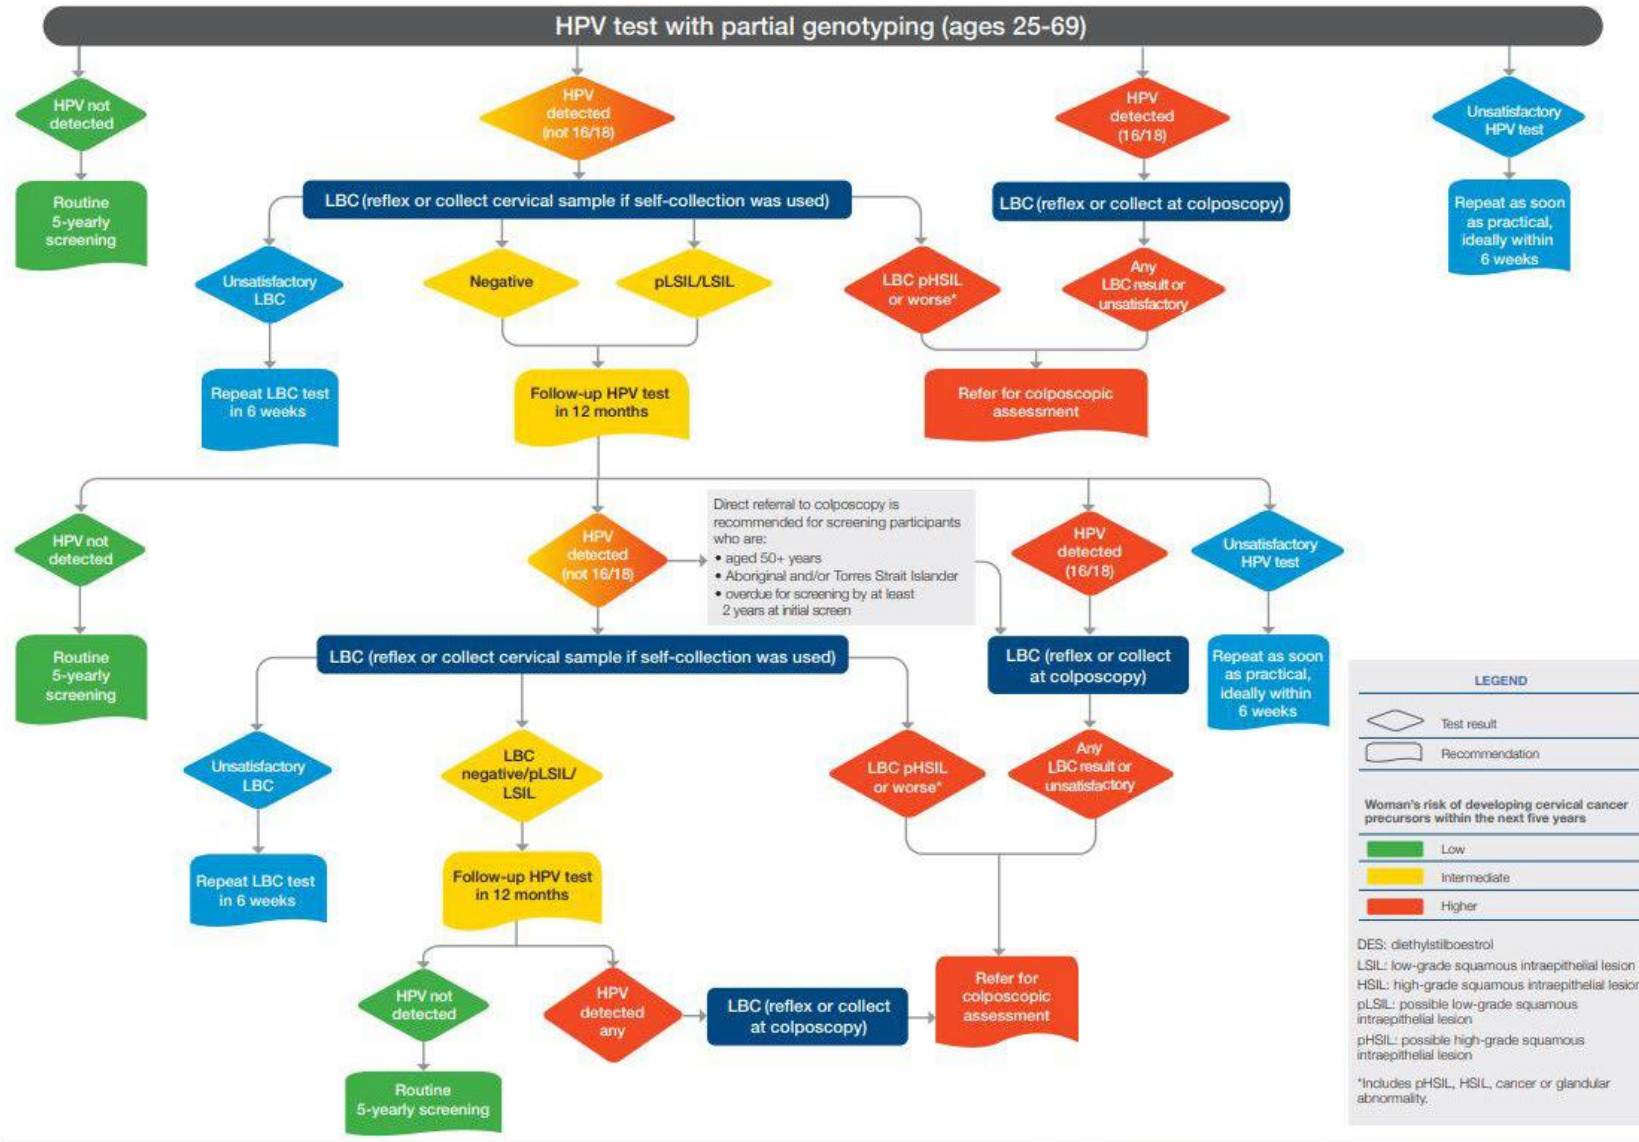 HPV test with partial genotyping (ages 25-69)
HPV not
detected
HPV
detected
(not 16/18)
HPV
detected
(16/18)
Unsatisfactory
HPV test
Routine
5-yearly
screening
LBC (reflex or collect cervical sample if self-collection was used)
LBC (reflex or collect at colposcopy)
Repeat as soon
as practical,
ideally within
6 weeks
Unsatisfactory
LBC
Negative
pLSIL/LSIL
LBC pHSIL
or worse*
Any
LBC result or
unsatisfactory
Repeat LBC test
in 6 weeks
Follow-up HPV test
in 12 months
Refer for colposcopic
assessment
HPV not
detected
HPV
detected
(not 16/18)
Direct referral to colposcopy is
recommended for screening participants
who are:
• aged 50+ years
• Aboriginal and/or Torres Strait Islander
• overdue for screening by at least
2 years at initial screen
HPV
detected
(16/18)
Unsatisfactory
HPV test
Routine
5-yearly
screening
LBC (reflex or collect cervical sample if self-collection was used)
LBC (reflex or collect
at colposcopy)
Repeat as soon
as practical,
ideally within
6 weeks
Unsatisfactory
LBC
LBC
negative/pLSIL/
LSIL
LBC pHSIL
or worse*
Any
LBC result or
unsatisfactory
Repeat LBC test
in 6 weeks
Follow-up HPV test
in 12 months
HPV not
detected
HPV
detected
any
LBC (reflex or collect
at colposcopy)
Refer for
colposcopic
assessment
Routine
5-yearly screening
LEGEND
Test result
Recommendation
Woman's risk of developing cervical cancer
precursors within the next five years
Low
Intermediate
Higher
DES: diethylstilboestrol
LSIL: low-grade squamous intraepithelial lesion
HSIL: high-grade squamous intraepithelial lesion
pLSIL: possible low-grade squamous
intraepithelial lesion
pHSIL: possible high-grade squamous
intraepithelial lesion
*Includes pHSIL, HSIL, cancer or glandular
abnormality.